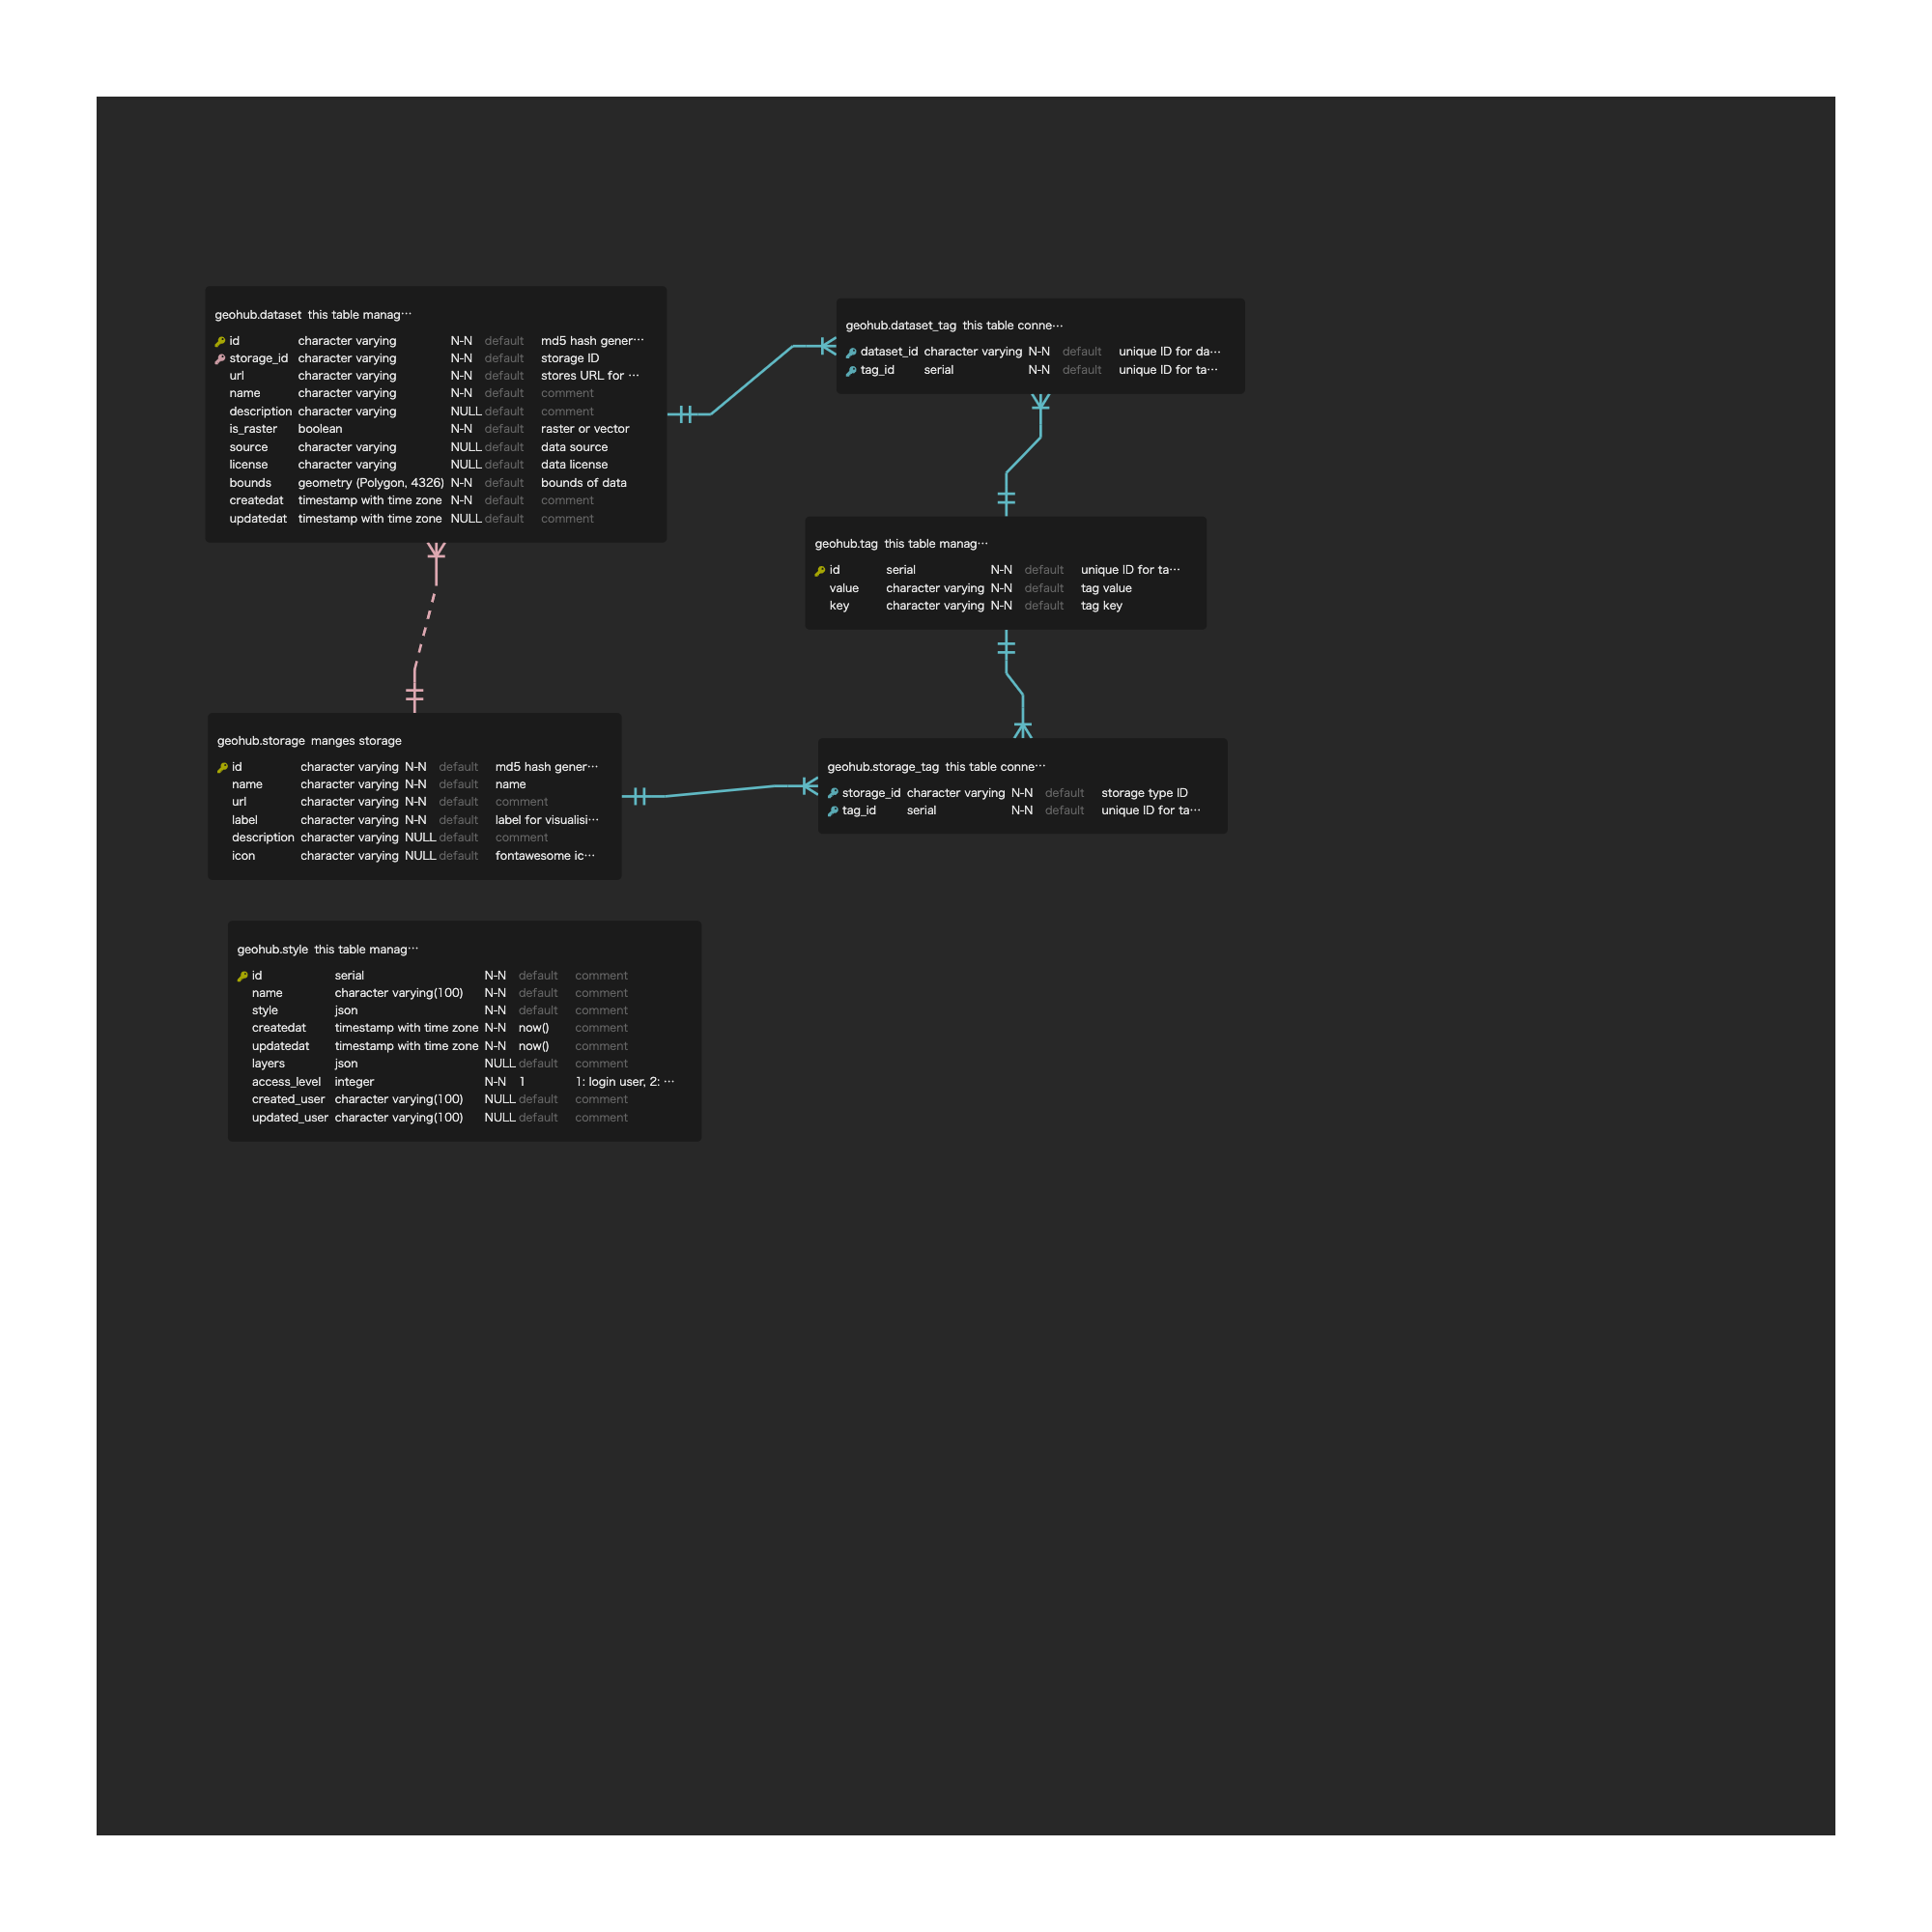 geohub.dataset this table manag…
id character varying N-N default md5 hash gener…
storage_id character varying N-N default storage ID
url character varying N-N default stores URL for …
name character varying N-N default comment
description character varying NULL default comment
is_raster boolean N-N default raster or vector
source character varying NULL default data source
license character varying NULL default data license
bounds geometry (Polygon, 4326) N-N default bounds of data
createdat timestamp with time zone N-N default comment
updatedat timestamp with time zone NULL default comment
geohub.dataset_tag this table conne…
dataset_id character varying N-N default unique ID for da…
tag_id serial N-N default unique ID for ta…
geohub.tag this table manag…
id serial N-N default unique ID for ta…
value character varying N-N default tag value
key character varying N-N default tag key
geohub.storage manges storage
id character varying N-N default md5 hash gener…
name character varying N-N default name
url character varying N-N default comment
label character varying N-N default label for visualisi…
description character varying NULL default comment
icon character varying NULL default fontawesome ic…
geohub.storage_tag this table conne…
storage_id character varying N-N default storage type ID
tag_id serial N-N default unique ID for ta…
geohub.style this table manag…
id serial N-N default comment
name character varying(100) N-N default comment
style json N-N default comment
createdat timestamp with time zone N-N now() comment
updatedat timestamp with time zone N-N now() comment
layers json NULL default comment
access_level integer N-N 1 1: login user, 2: …
created_user character varying(100) NULL default comment
updated_user character varying(100) NULL default comment